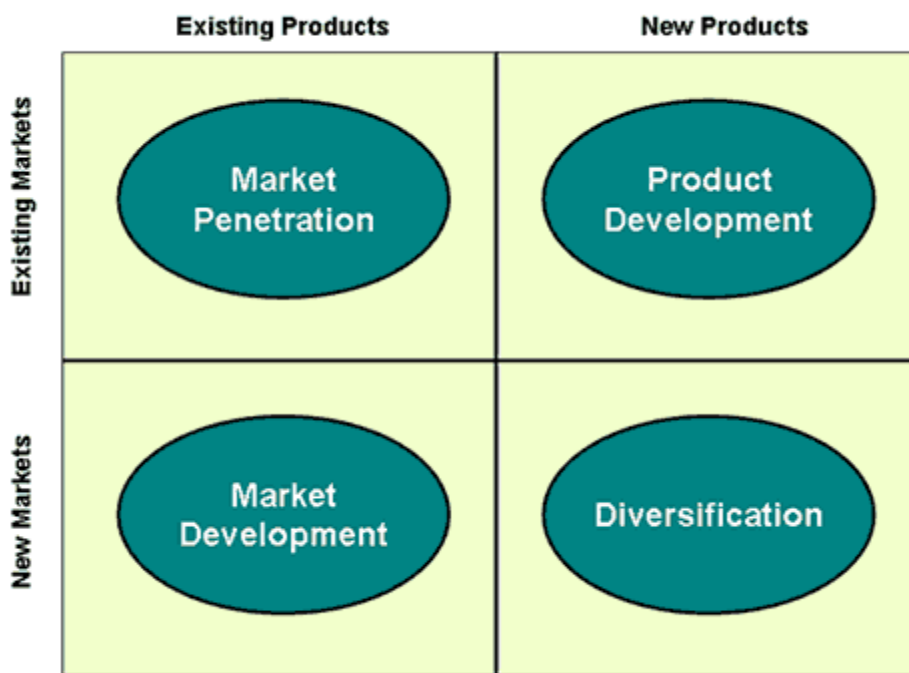 Existing Products
New Products
Existing Markets
Market
Penetration
Product
Development
New Markets
Market
Development
Diversification